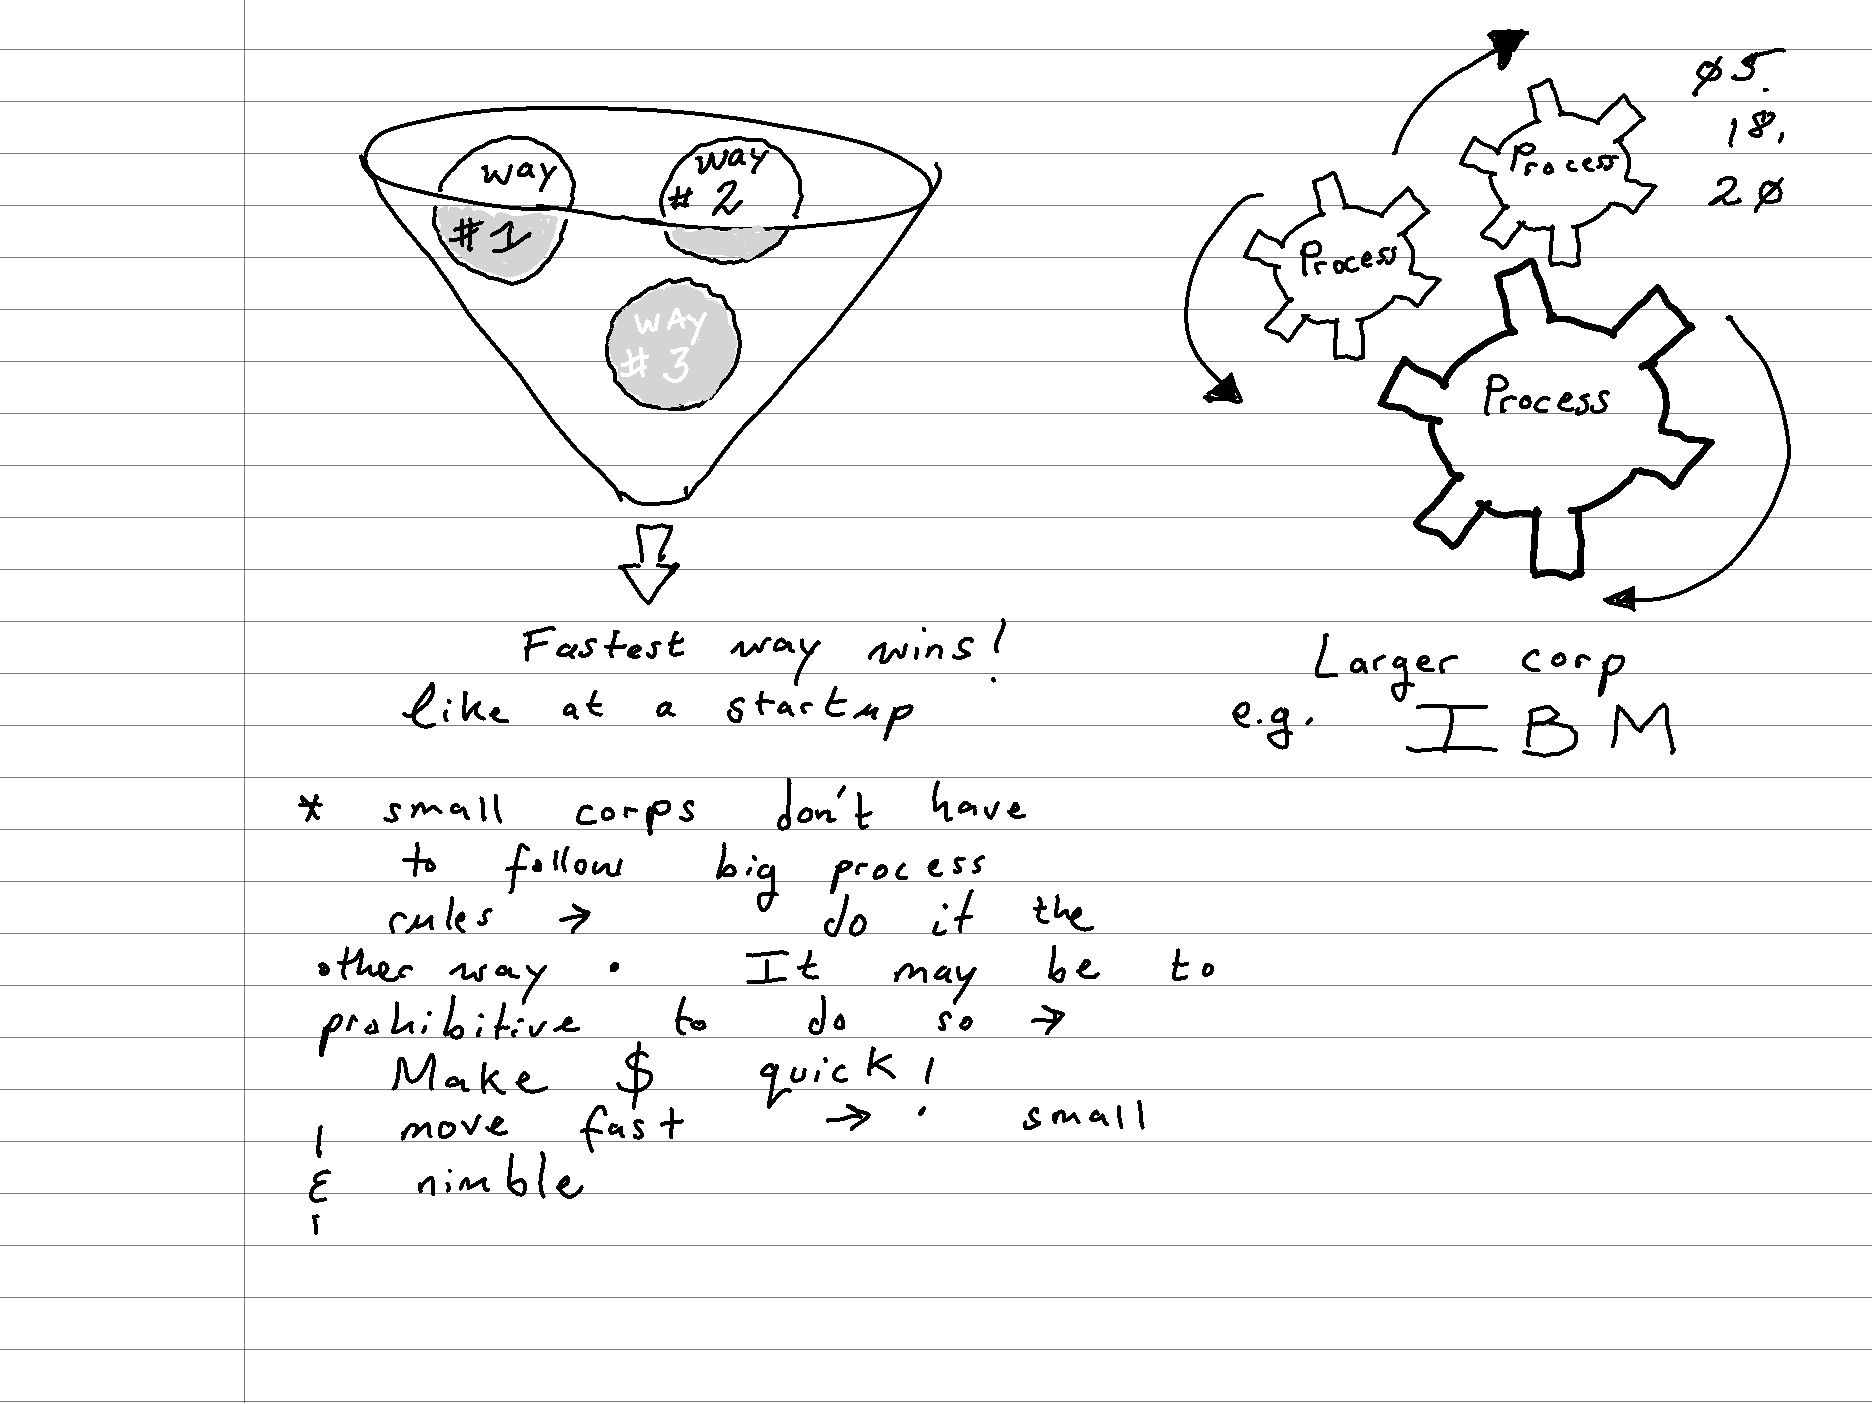 way
#1
way
# 2
WAY
# 3
Process
Process
Process
ø5.
18.
2ø
Fastest way wins!
like at a startup
Larger corp
e.g. IBM
* small corps don't have
to follow big process
rules → do it the
other way . It may be to
prohibitive to do so →
Make $ quick!
move fast → . small
& nimble